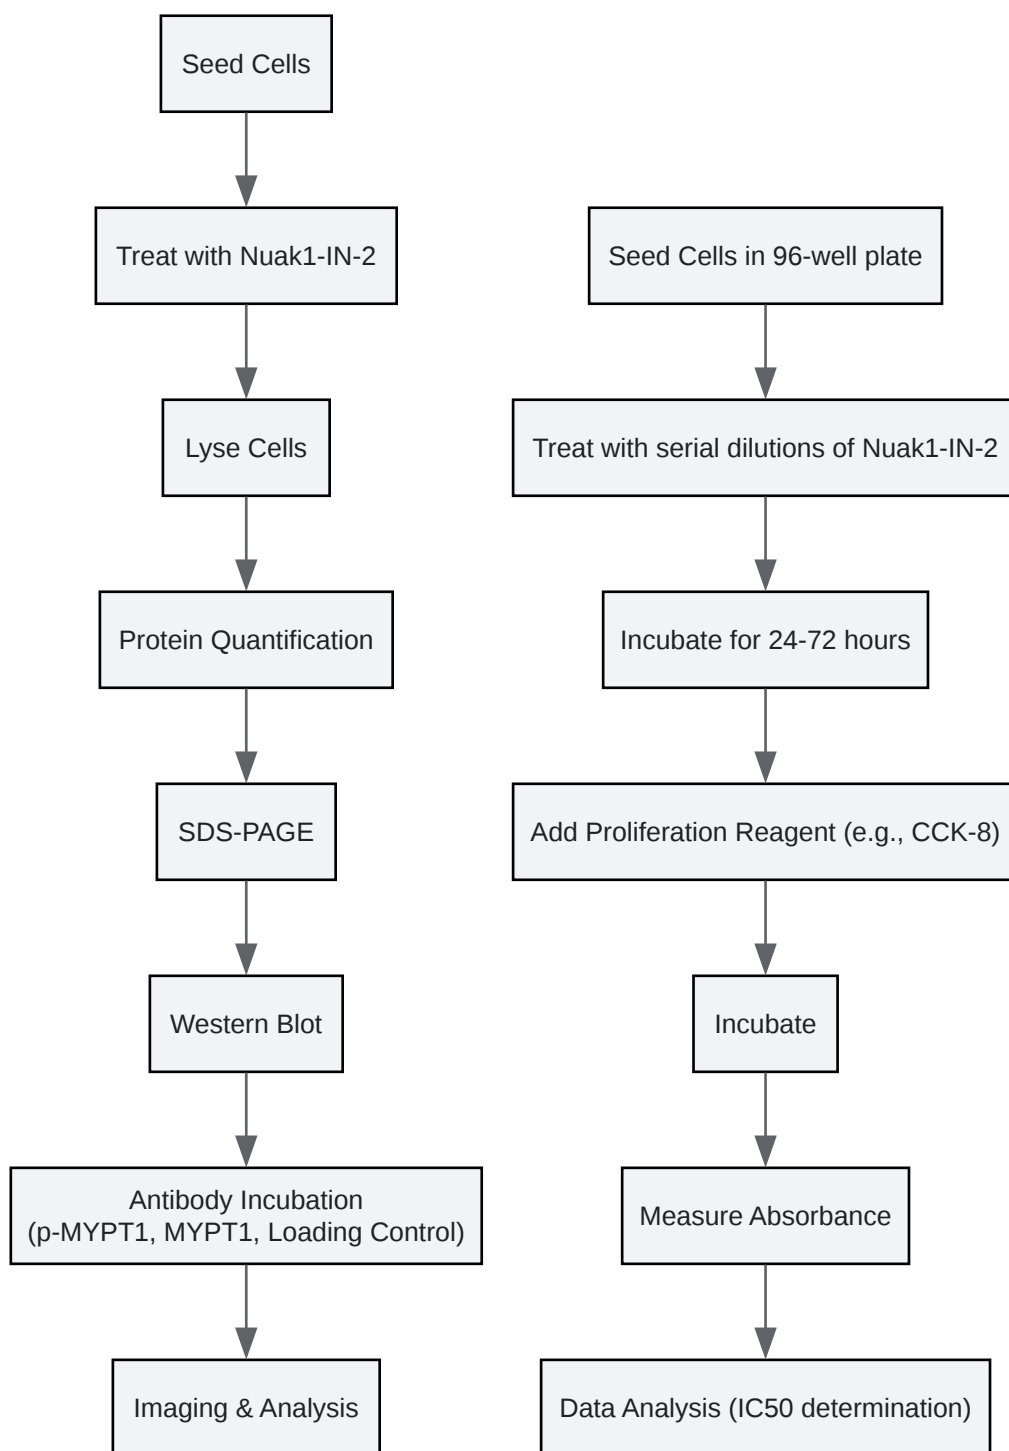 Seed Cells
Treat with Nuak1-IN-2
Lyse Cells
Protein Quantification
SDS-PAGE
Western Blot
Antibody Incubation
(p-MYPT1, MYPT1, Loading Control)
Imaging & Analysis
Seed Cells in 96-well plate
Treat with serial dilutions of Nuak1-IN-2
Incubate for 24-72 hours
Add Proliferation Reagent (e.g., CCK-8)
Incubate
Measure Absorbance
Data Analysis (IC50 determination)